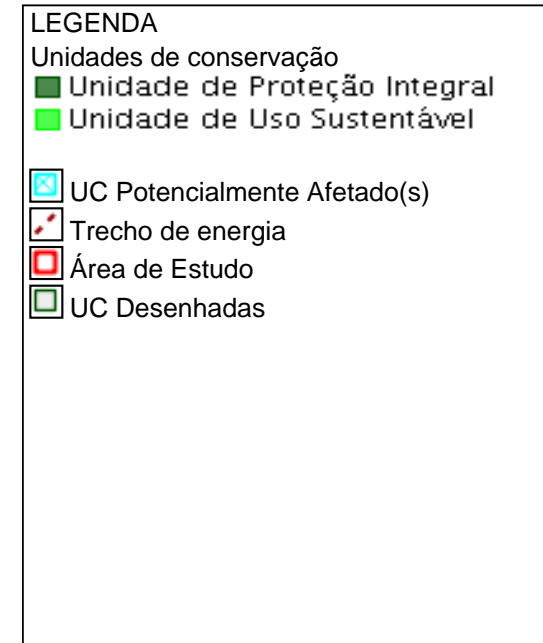 LEGENDA
Unidades de conservação
Unidade de Proteção Integral
Unidade de Uso Sustentável
UC Potencialmente Afetado(s)
Trecho de energia
Área de Estudo
UC Desenhadas